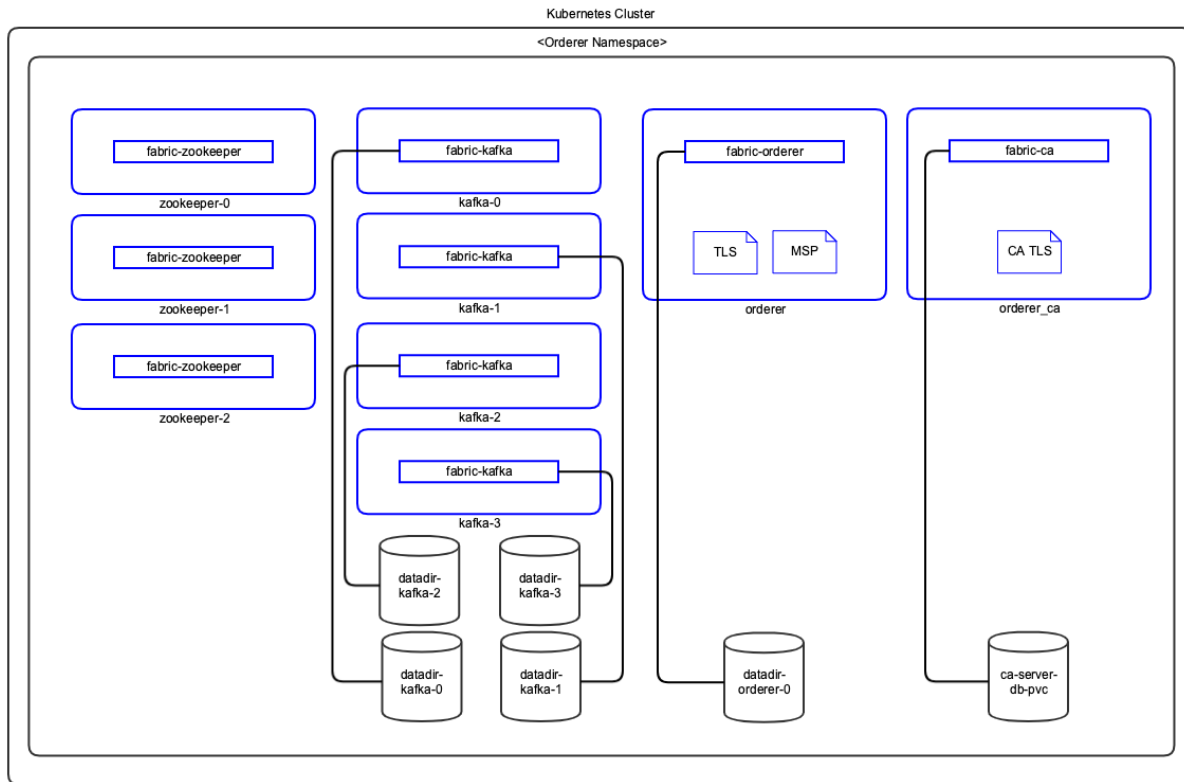 Kubernetes Cluster
<Orderer Namespace>
fabric-zookeeper
zookeeper-0
fabric-zookeeper
zookeeper-1
fabric-zookeeper
zookeeper-2
fabric-kafka
kafka-0
fabric-kafka
kafka-1
fabric-kafka
kafka-2
fabric-kafka
kafka-3
datadir-
kafka-2
datadir-
kafka-3
datadir-
kafka-0
datadir-
kafka-1
fabric-orderer
TLS
MSP
orderer
datadir-
orderer-0
fabric-ca
CA TLS
orderer_ca
ca-server-
db-pvc